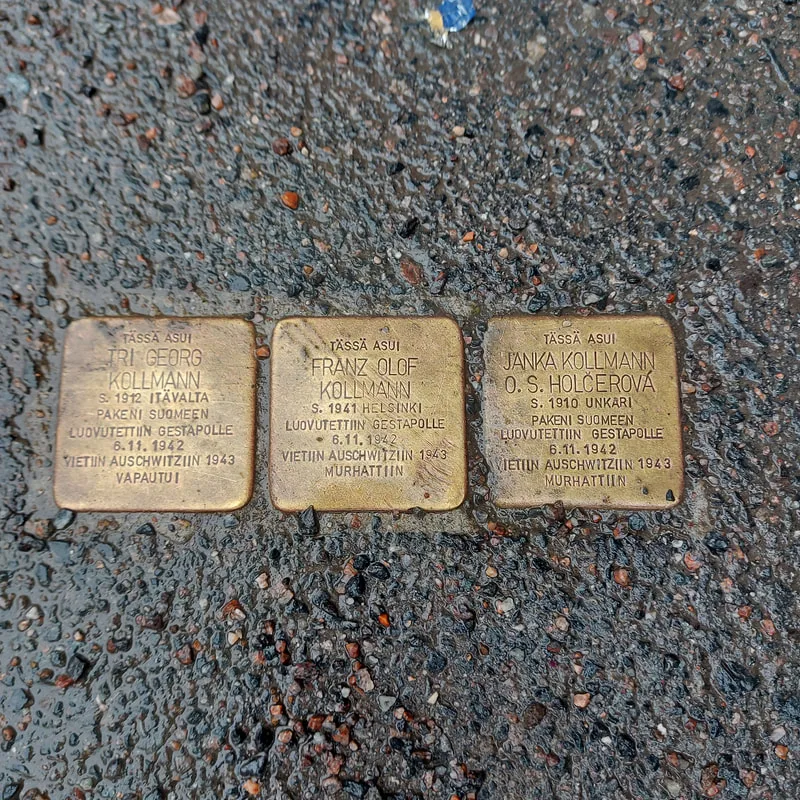 TÄSSÄ ASUI
TRI GEORG
KOLLMANN
S. 1912 ITÄVALTA
PAKENI SUOMEEN
LUOVUTETTIIN GESTAPOLLE
6.11.1942
VIETIIN AUSCHWITZIIN 1943
VAPAUTUI
TÄSSÄ ASUI
FRANZ OLOF
KOLLMANN
S. 1941 HELSINKI
LUOVUTETTIIN GESTAPOLLE
6.11.1942
VIETIIN AUSCHWITZIIN 1943
MURHATTIIN
TÄSSÄ ASUI
JANKA KOLLMANN
O.S. HOLČEROVÁ
S. 1910 UNKARI
PAKENI SUOMEEN
LUOVUTETTIIN GESTAPOLLE
6.11.1942
VIETIIN AUSCHWITZIIN 1943
MURHATTIIN